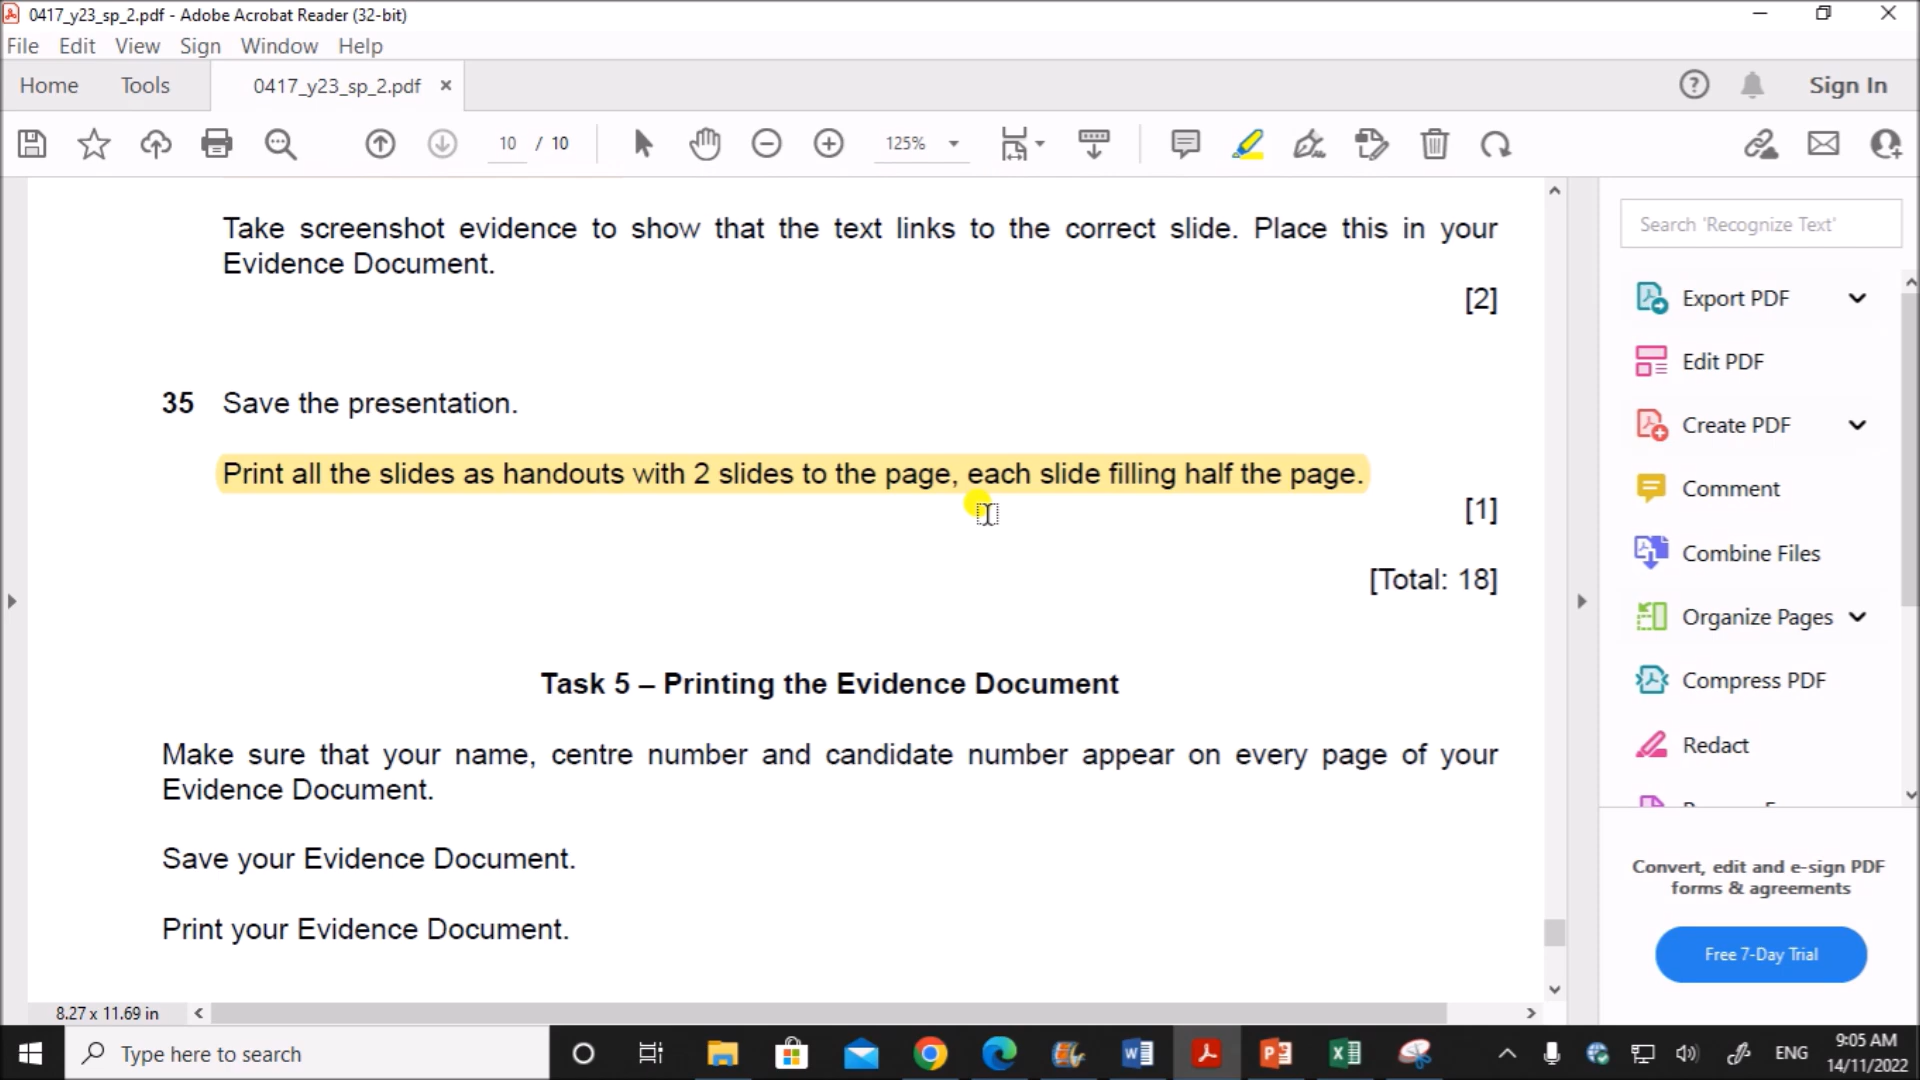 0417_y23_sp_2.pdf - Adobe Acrobat Reader (32-bit)
File Edit View Sign Window Help
Home Tools 0417_y23_sp_2.pdf × Sign In
10 / 10 125%
Take screenshot evidence to show that the text links to the correct slide. Place this in your
Evidence Document.
[2]
35 Save the presentation.
Print all the slides as handouts with 2 slides to the page, each slide filling half the page.
[1]
[Total: 18]
Task 5 – Printing the Evidence Document
Make sure that your name, centre number and candidate number appear on every page of your
Evidence Document.
Save your Evidence Document.
Print your Evidence Document.
8.27 x 11.69 in
Search 'Recognize Text'
Export PDF
Edit PDF
Create PDF
Comment
Combine Files
Organize Pages
Compress PDF
Redact
Convert, edit and e-sign PDF
forms & agreements
Free 7-Day Trial
Type here to search
ENG
9:05 AM
14/11/2022